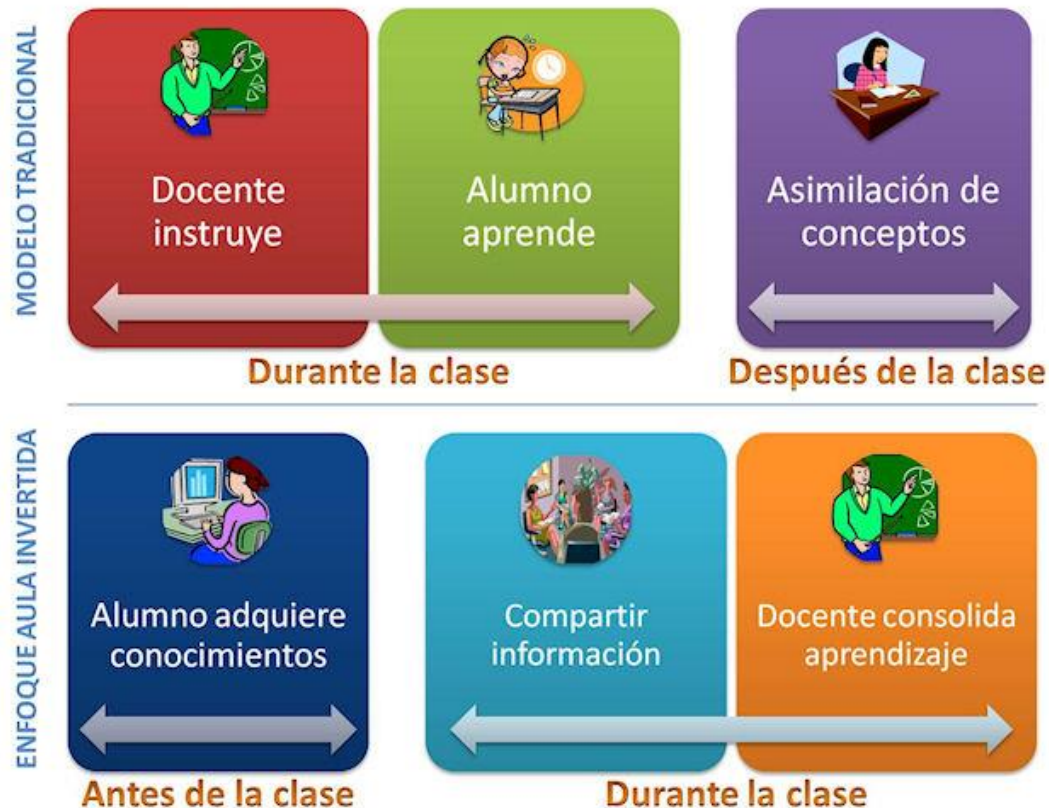 MODELO TRADICIONAL
Docente
instruye
Alumno
aprende
Asimilación de
conceptos
Durante la clase
Después de la clase
ENFOQUE AULA INVERTIDA
Alumno adquiere
conocimientos
Compartir
información
Docente consolida
aprendizaje
Antes de la clase
Durante la clase